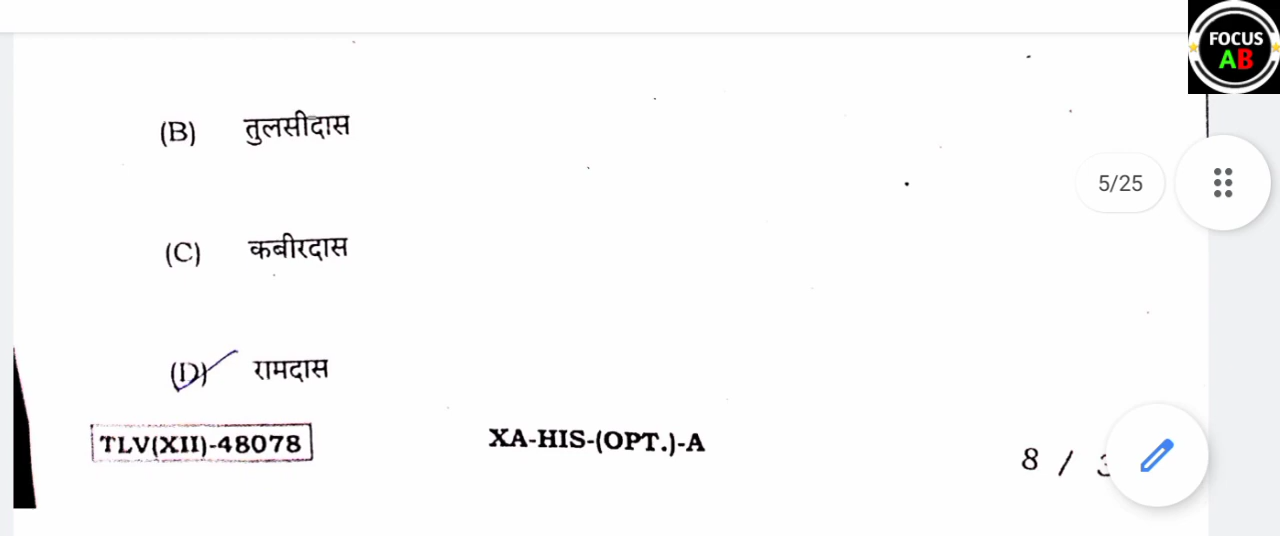 FOCUS
AB
(B) तुलसीदास
5/25
(C) कबीरदास
(D) रामदास
TLV(XII)-48078
XA-HIS-(OPT.)-A
8 /